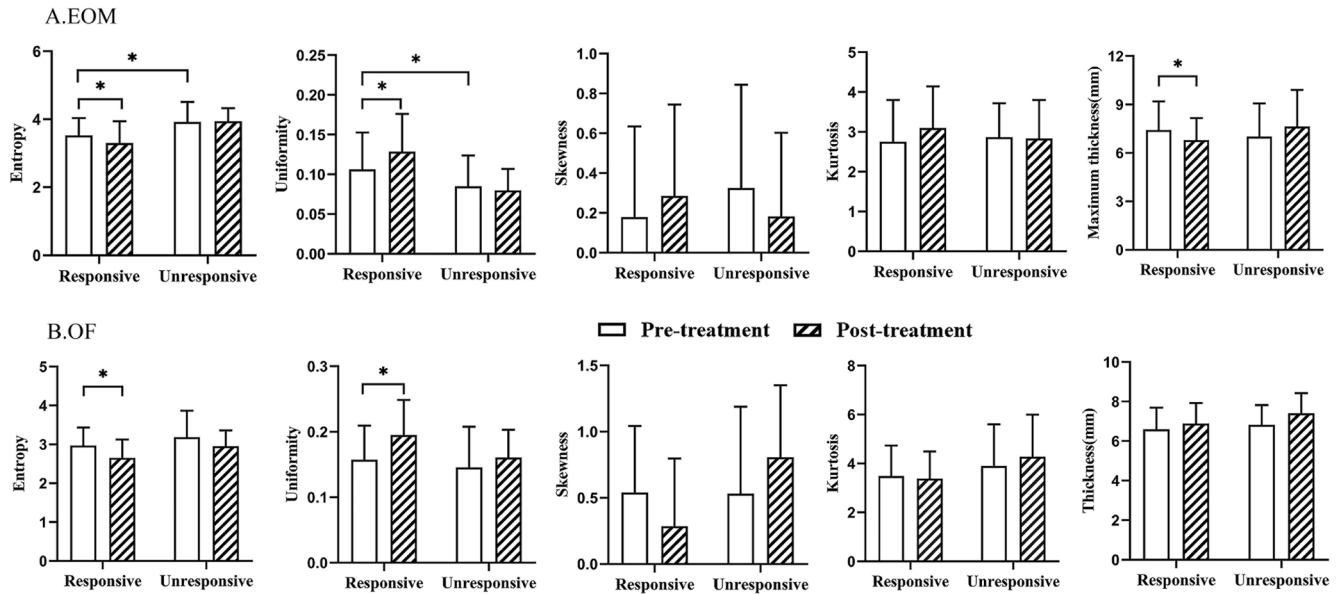 A.EOM
Entropy
6
4
2
0
*
*
Responsive Unresponsive
Uniformity
0.25
0.20
0.15
0.10
0.05
0.00
*
*
Responsive Unresponsive
Skewness
1.0
0.8
0.6
0.4
0.2
0.0
Responsive Unresponsive
Kurtosis
5
4
3
2
1
0
Responsive Unresponsive
Maximum thickness(mm)
12
9
6
3
0
*
Responsive Unresponsive
B.OF
Pre-treatment Post-treatment
Entropy
5
4
3
2
1
0
*
Responsive Unresponsive
Uniformity
0.3
0.2
0.1
0.0
*
Responsive Unresponsive
Skewness
1.5
1.0
0.5
0.0
Responsive Unresponsive
Kurtosis
8
6
4
2
0
Responsive Unresponsive
Thickness(mm)
10
8
6
4
2
0
Responsive Unresponsive